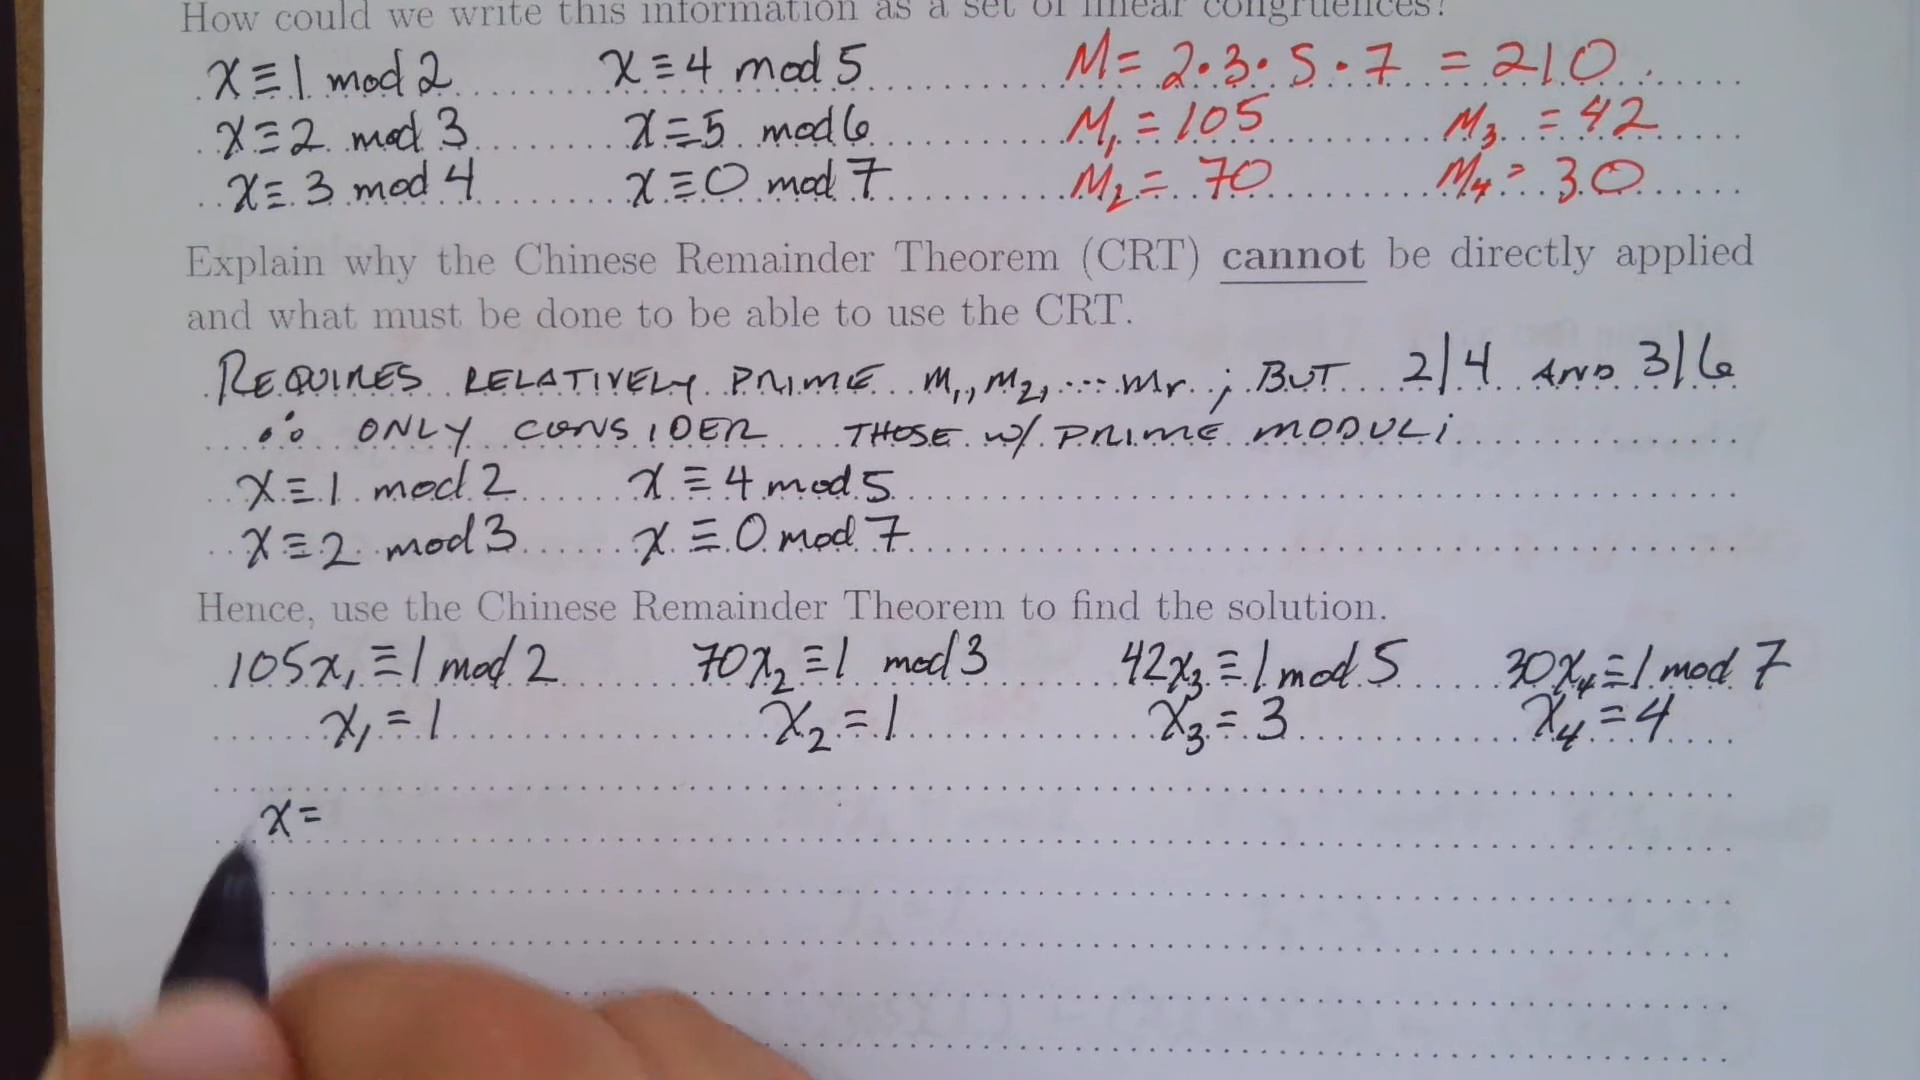 How could we write this information as a set of linear congruences?
x ≡ 1 mod 2 x ≡ 4 mod 5 M = 2·3·5·7 = 210
x ≡ 2 mod 3 x ≡ 5 mod 6 M₁ = 105 M₃ = 42
x ≡ 3 mod 4 x ≡ 0 mod 7 M₂ = 70 M₄ = 30
Explain why the Chinese Remainder Theorem (CRT) cannot be directly applied
and what must be done to be able to use the CRT.
REQUIRES RELATIVELY PRIME m₁, m₂, ... mr ; BUT 2|4 AND 3|6
∴ ONLY CONSIDER THOSE W/ PRIME MODULI
x ≡ 1 mod 2 x ≡ 4 mod 5
x ≡ 2 mod 3 x ≡ 0 mod 7
Hence, use the Chinese Remainder Theorem to find the solution.
105x₁ ≡ 1 mod 2 70x₂ ≡ 1 mod 3 42x₃ ≡ 1 mod 5 30x₄ ≡ 1 mod 7
x₁ = 1 x₂ = 1 x₃ = 3 x₄ = 4
x =